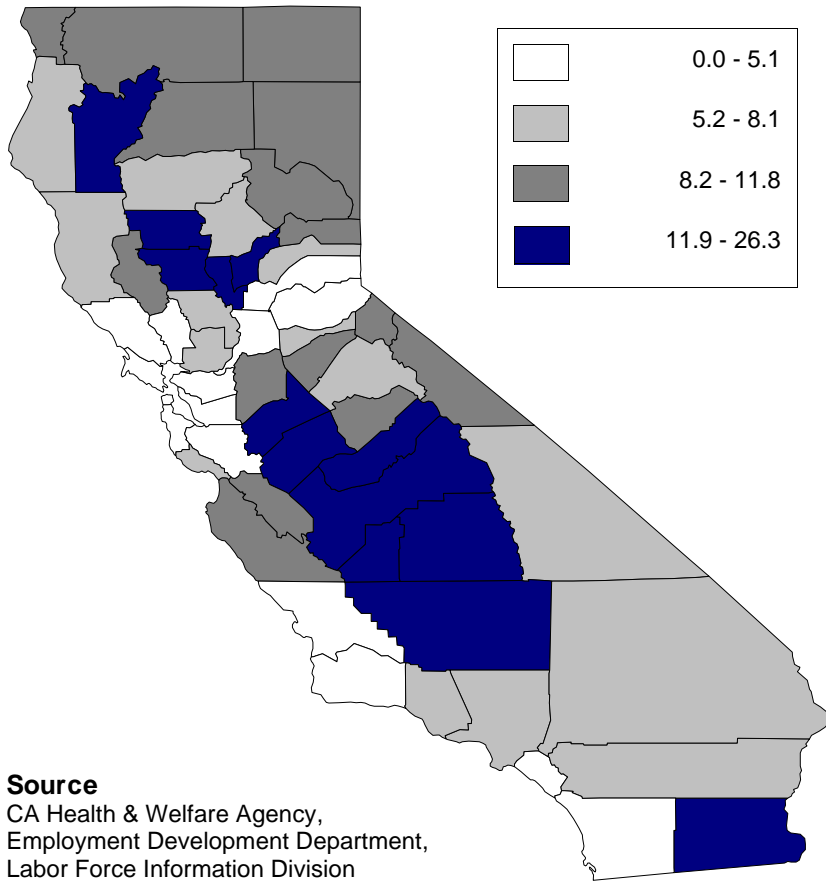 0.0 - 5.1
5.2 - 8.1
8.2 - 11.8
11.9 - 26.3
Source
CA Health & Welfare Agency,
Employment Development Department,
Labor Force Information Division